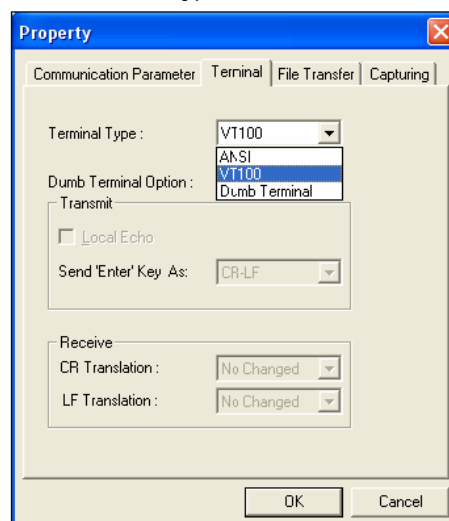 Property
Communication Parameter Terminal File Transfer Capturing
Terminal Type : VT100
ANSI
VT100
Dumb Terminal
Dumb Terminal Option :
Transmit
Local Echo
Send 'Enter' Key As: CR-LF
Receive
CR Translation : No Changed
LF Translation : No Changed
OK Cancel